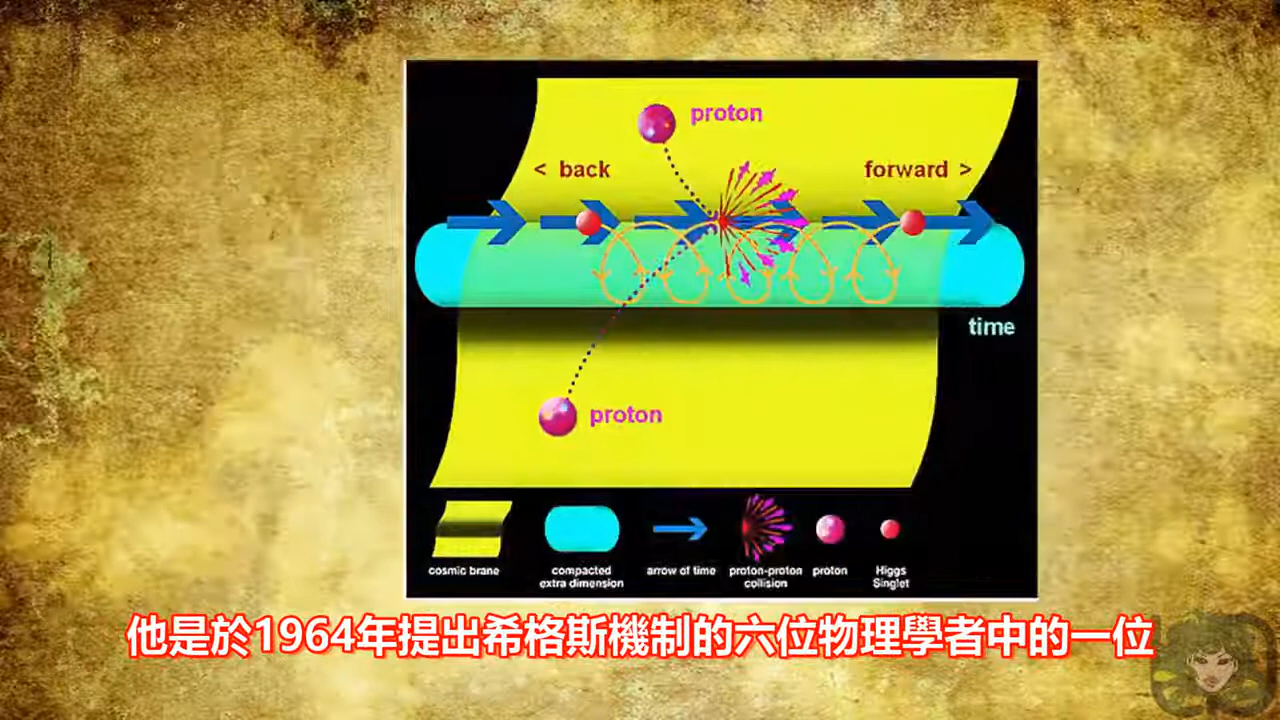 proton
< back
forward >
time
proton
cosmic brane
compacted
extra dimension
arrow of time
proton-proton
collision
proton
Higgs
Singlet
他是於1964年提出希格斯機制的六位物理學者中的一位